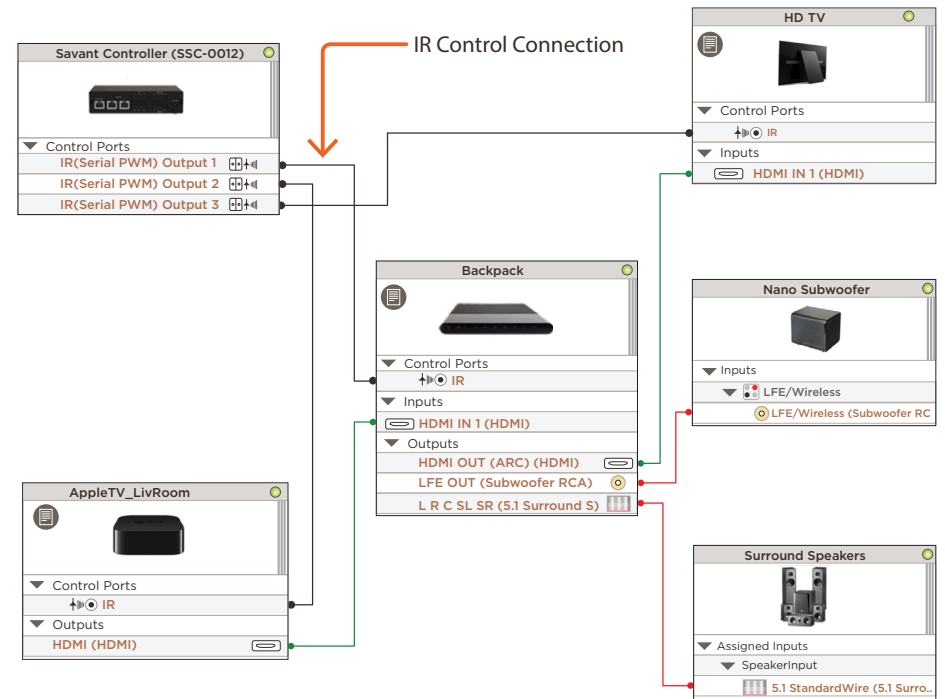 IR Control Connection
Savant Controller (SSC-0012)
Control Ports
IR(Serial PWM) Output 1
IR(Serial PWM) Output 2
IR(Serial PWM) Output 3
HD TV
Control Ports
IR
Inputs
HDMI IN 1 (HDMI)
Backpack
Control Ports
IR
Inputs
HDMI IN 1 (HDMI)
Outputs
HDMI OUT (ARC) (HDMI)
LFE OUT (Subwoofer RCA)
L R C SL SR (5.1 Surround S)
Nano Subwoofer
Inputs
LFE/Wireless
LFE/Wireless (Subwoofer RC
AppleTV_LivRoom
Control Ports
IR
Outputs
HDMI (HDMI)
Surround Speakers
Assigned Inputs
SpeakerInput
5.1 StandardWire (5.1 Surro..